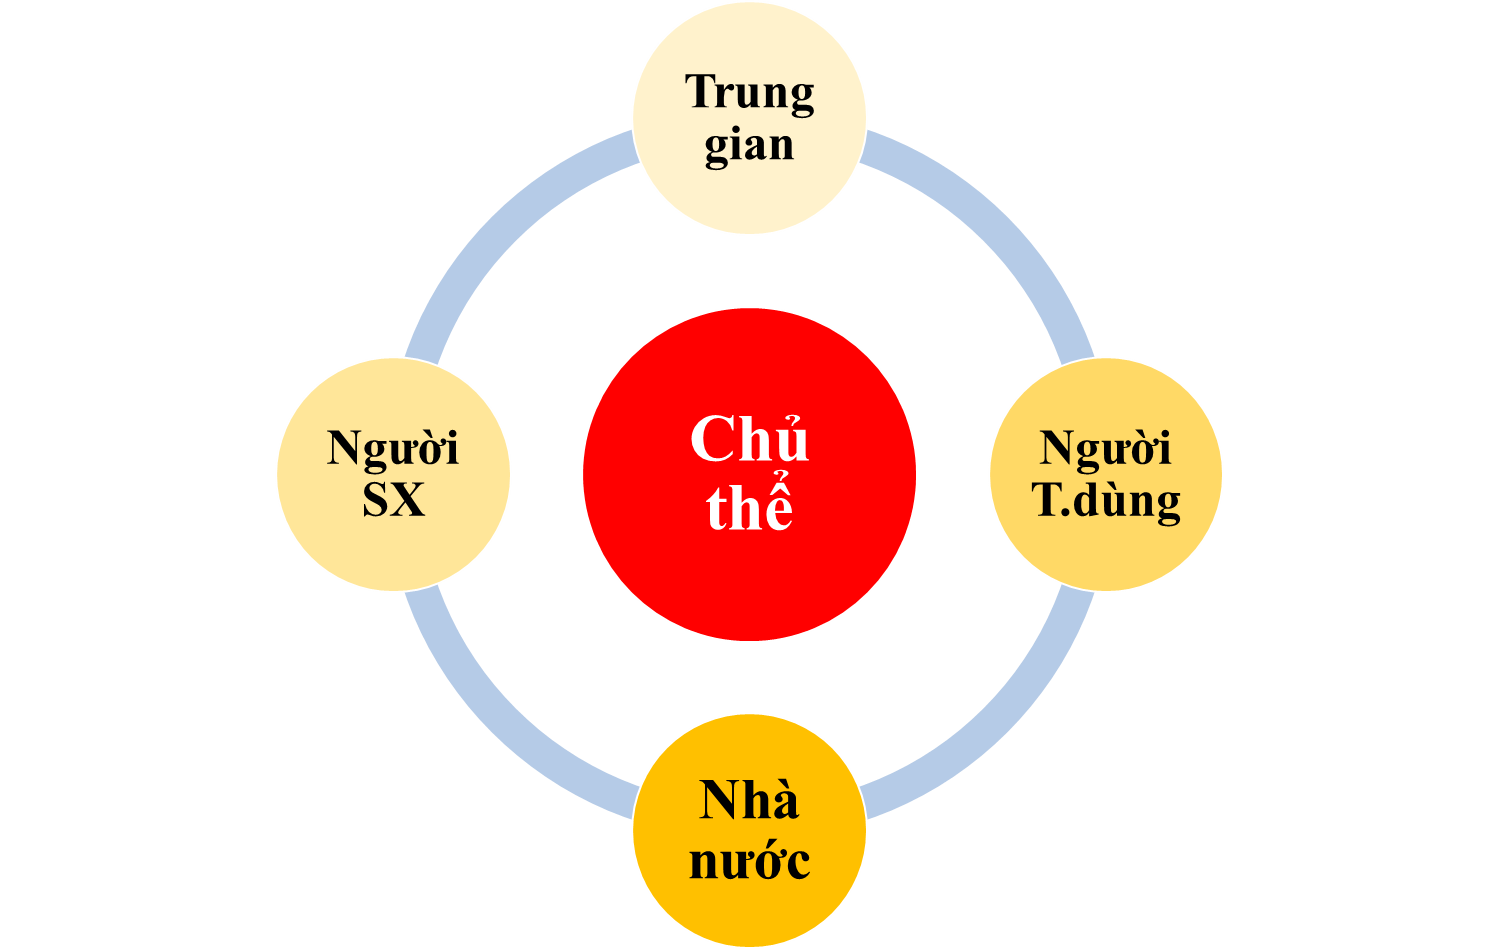 Trung
gian
Người
SX
Chủ
thể
Người
T.dùng
Nhà
nước